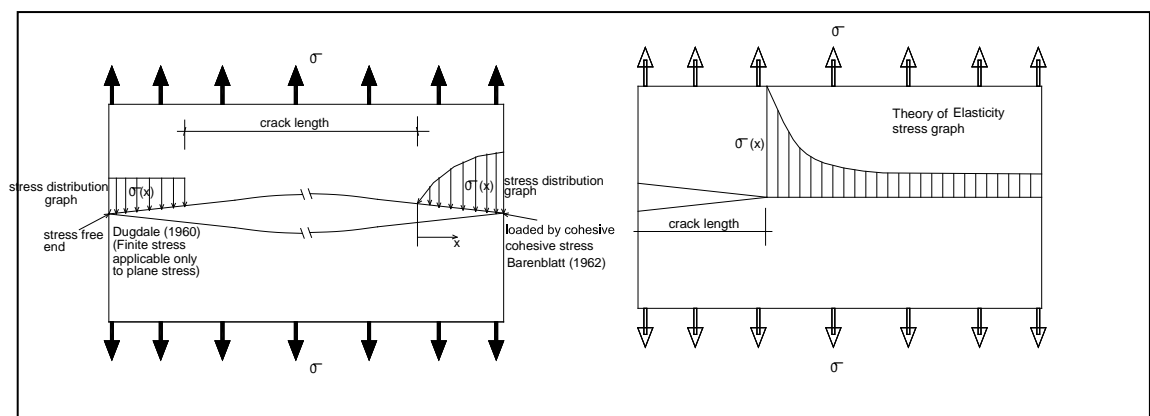 σ
crack length
σ(x)
stress distribution
graph
stress free
end
Dugdale (1960)
(Finite stress
applicable only
to plane stress)
σ(x)
stress distribution
graph
x
loaded by cohesive
cohesive stress
Barenblatt (1962)
σ
σ
Theory of Elasticity
stress graph
σ(x)
crack length
σ